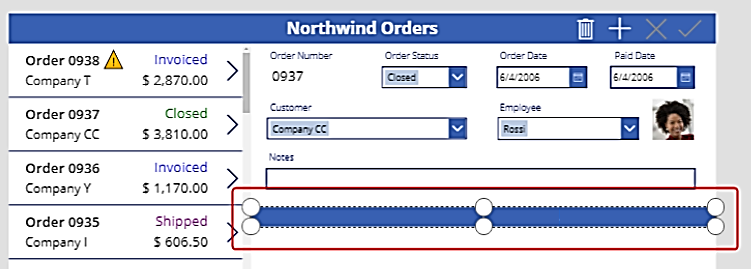 Northwind Orders
Order 0938 Invoiced
Company T $ 2,870.00
Order 0937 Closed
Company CC $ 3,810.00
Order 0936 Invoiced
Company Y $ 1,170.00
Order 0935 Shipped
Company I $ 606.50
Order Number Order Status Order Date Paid Date
0937 Closed 6/4/2006 6/4/2006
Customer Employee
Company CC Rossi
Notes